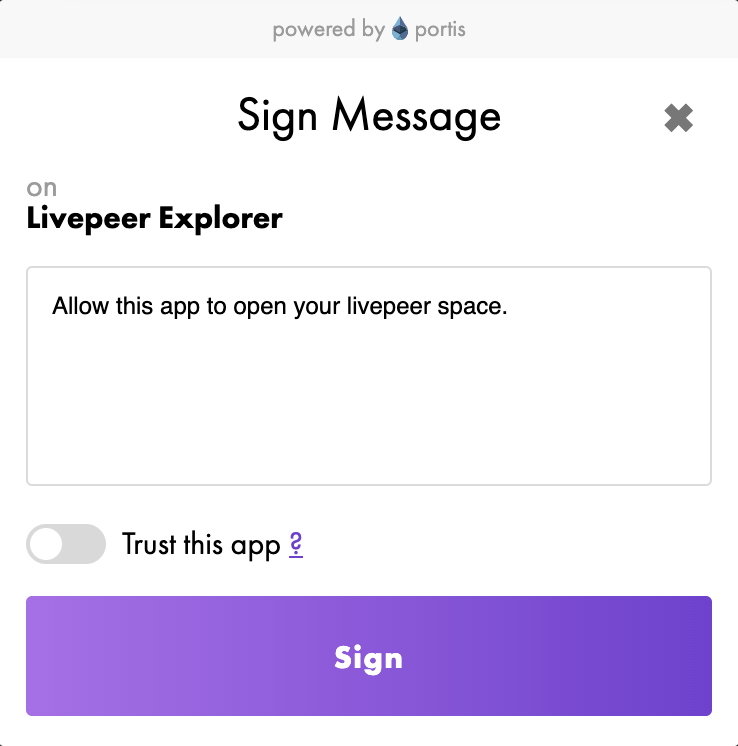 powered by portis
Sign Message
on
Livepeer Explorer
Allow this app to open your livepeer space.
Trust this app ?
Sign